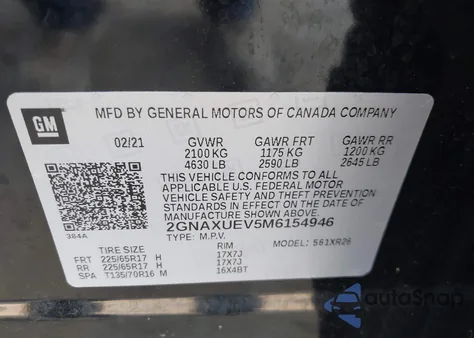 GM
MFD BY GENERAL MOTORS OF CANADA COMPANY
02/21 GVWR GAWR FRT GAWR RR
2100 KG 1175 KG 1200 KG
4630 LB 2590 LB 2645 LB
THIS VEHICLE CONFORMS TO ALL
APPLICABLE U.S. FEDERAL MOTOR
VEHICLE SAFETY AND THEFT PREVENTION
STANDARDS IN EFFECT ON THE DATE OF
MANUFACTURE SHOWN ABOVE.
2GNAXUEV5M6154946
384A TYPE: M.P.V. MODEL: 561XR26
TIRE SIZE RIM
FRT 225/65R17 H 17X7J
RR 225/65R17 H 17X7J
SPA T135/70R16 M 16X4BT
autoSnap